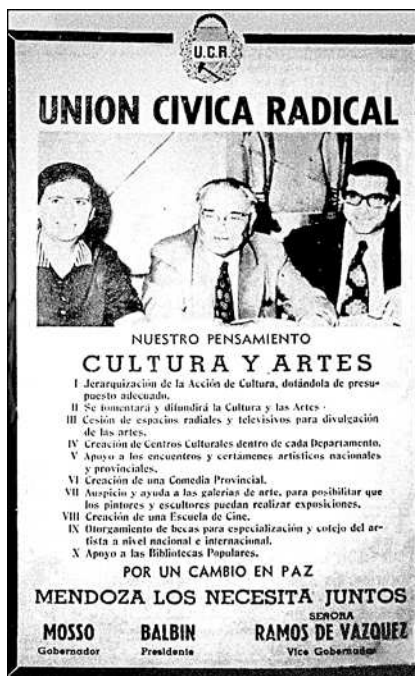 U.C.R.
UNION CIVICA RADICAL
NUESTRO PENSAMIENTO
CULTURA Y ARTES
I Jerarquización de la Acción de Cultura, dotándola de presu-
puesto adecuado.
II Se fomentará y difundirá la Cultura y las Artes.
III Cesión de espacios radiales y televisivos para divulgación
de las artes.
IV Creación de Centros Culturales dentro de cada Departamento.
V Apoyo a los encuentros y certámenes artísticos nacionales
y provinciales.
VI Creación de una Comedia Provincial.
VII Auspicio y ayuda a las galerías de arte, para posibilitar que
los pintores y escultores puedan realizar exposiciones.
VIII Creación de una Escuela de Cine.
IX Otorgamiento de becas para especialización y cotejo del ar-
tista a nivel nacional e internacional.
X Apoyo a las Bibliotecas Populares.
POR UN CAMBIO EN PAZ
MENDOZA LOS NECESITA JUNTOS
MOSSO BALBIN SEÑORA RAMOS DE VAZQUEZ
Gobernador Presidente Vice Gobernador